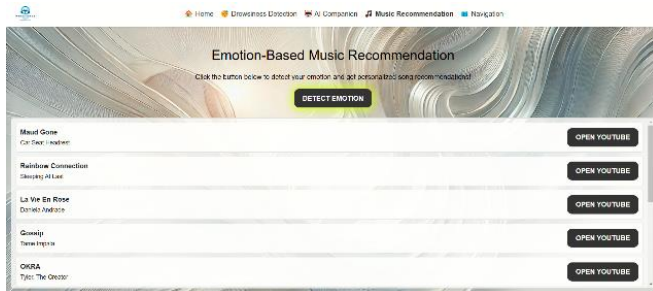 Home Drowsiness Detection AI Companion Music Recommendation Navigation
Emotion-Based Music Recommendation
Click the button below to detect your emotion and get personalized song recommendations!
DETECT EMOTION
Maud Gone
Car Seat Headrest
OPEN YOUTUBE
Rainbow Connection
Sleeping At Last
OPEN YOUTUBE
La Vie En Rose
Daniela Andrade
OPEN YOUTUBE
Gossip
Tame Impala
OPEN YOUTUBE
OKRA
Tyler, The Creator
OPEN YOUTUBE